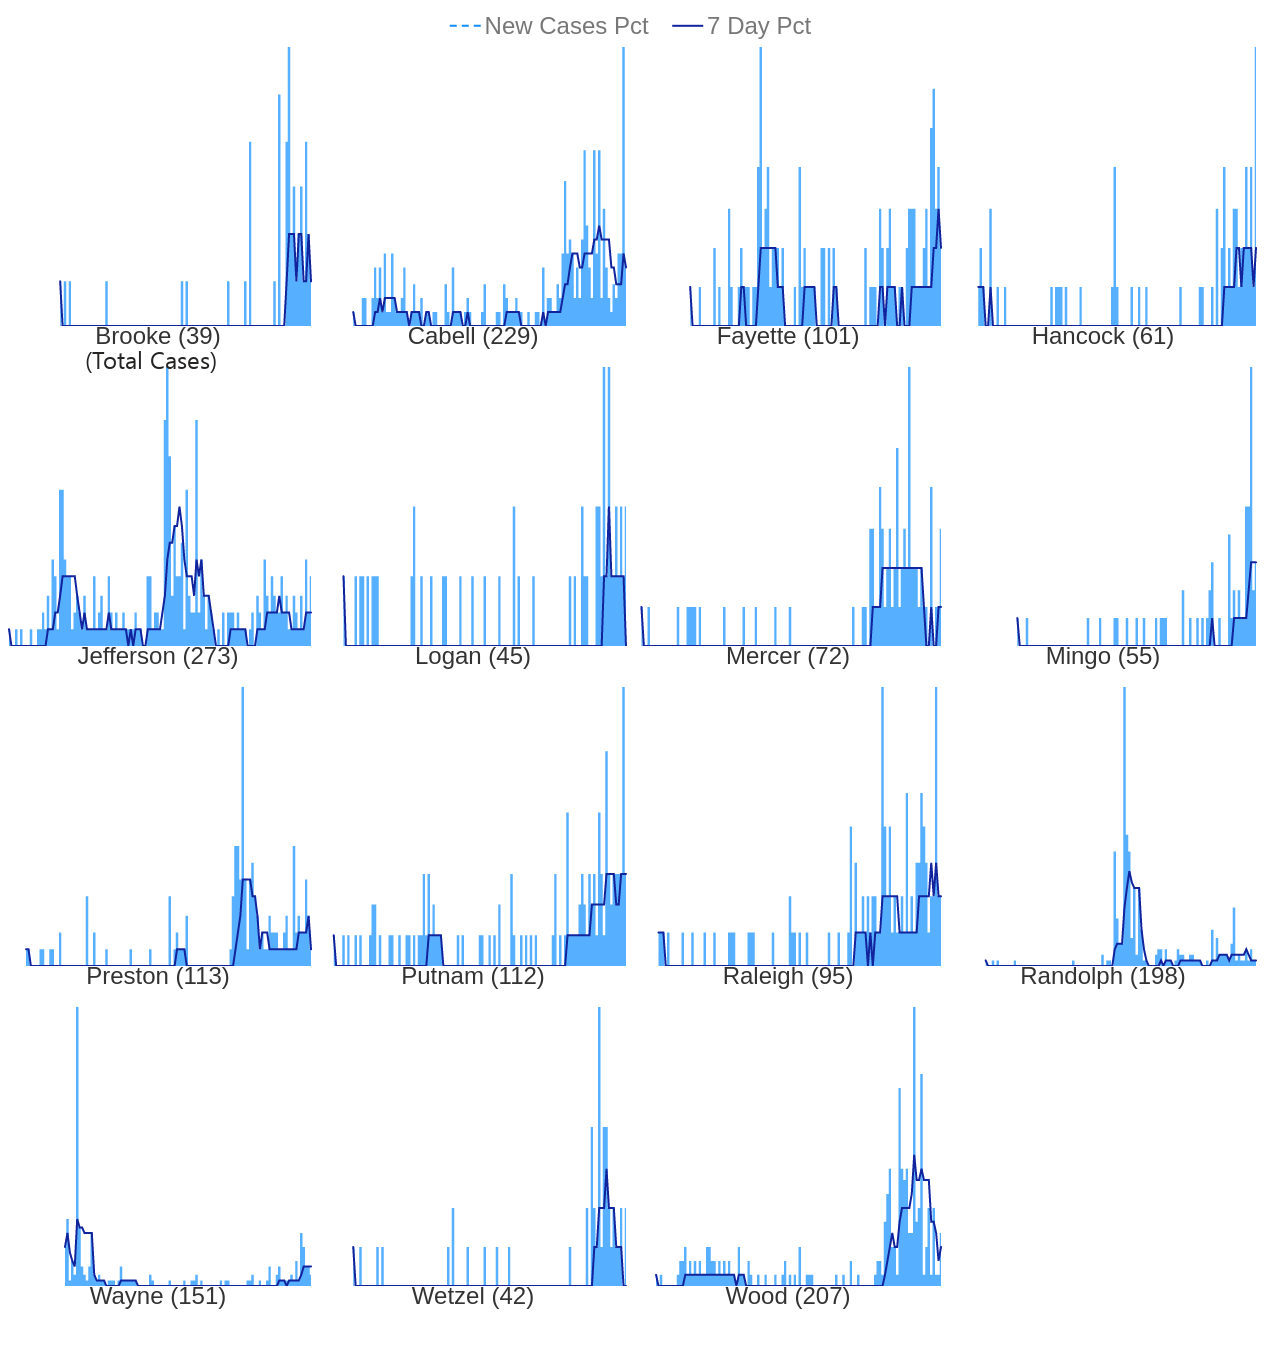 New Cases Pct 7 Day Pct
Brooke (39) Cabell (229) Fayette (101) Hancock (61)
(Total Cases)
Jefferson (273) Logan (45) Mercer (72) Mingo (55)
Preston (113) Putnam (112) Raleigh (95) Randolph (198)
Wayne (151) Wetzel (42) Wood (207)